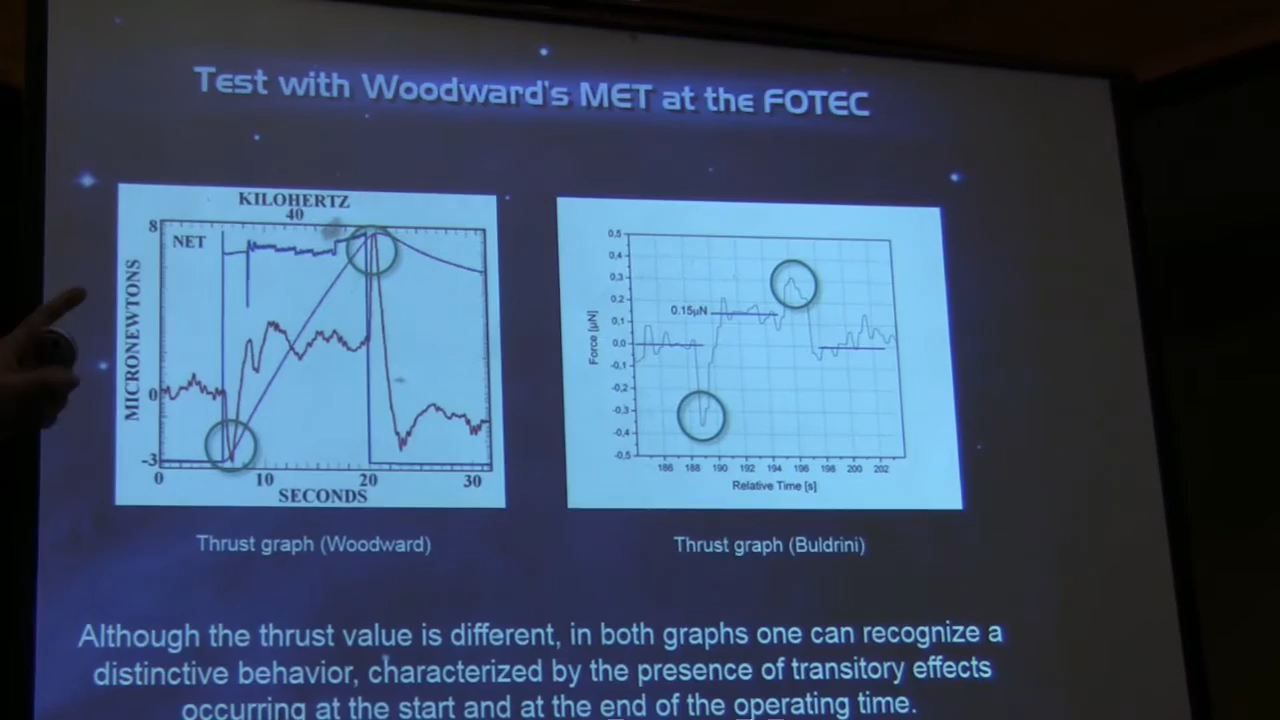 Test with Woodward's MET at the FOTEC
KILOHERTZ
40
8
NET
MICRONEWTONS
0
-3
0
10
20
30
SECONDS
Thrust graph (Woodward)
0,5
0,4
0,3
0,2
0,1
0,0
-0,1
-0,2
-0,3
-0,4
-0,5
0.15µN
Force [µN]
186 188 190 192 194 196 198 200 202
Relative Time [s]
Thrust graph (Buldrini)
Although the thrust value is different, in both graphs one can recognize a
distinctive behavior, characterized by the presence of transitory effects
occurring at the start and at the end of the operating time.